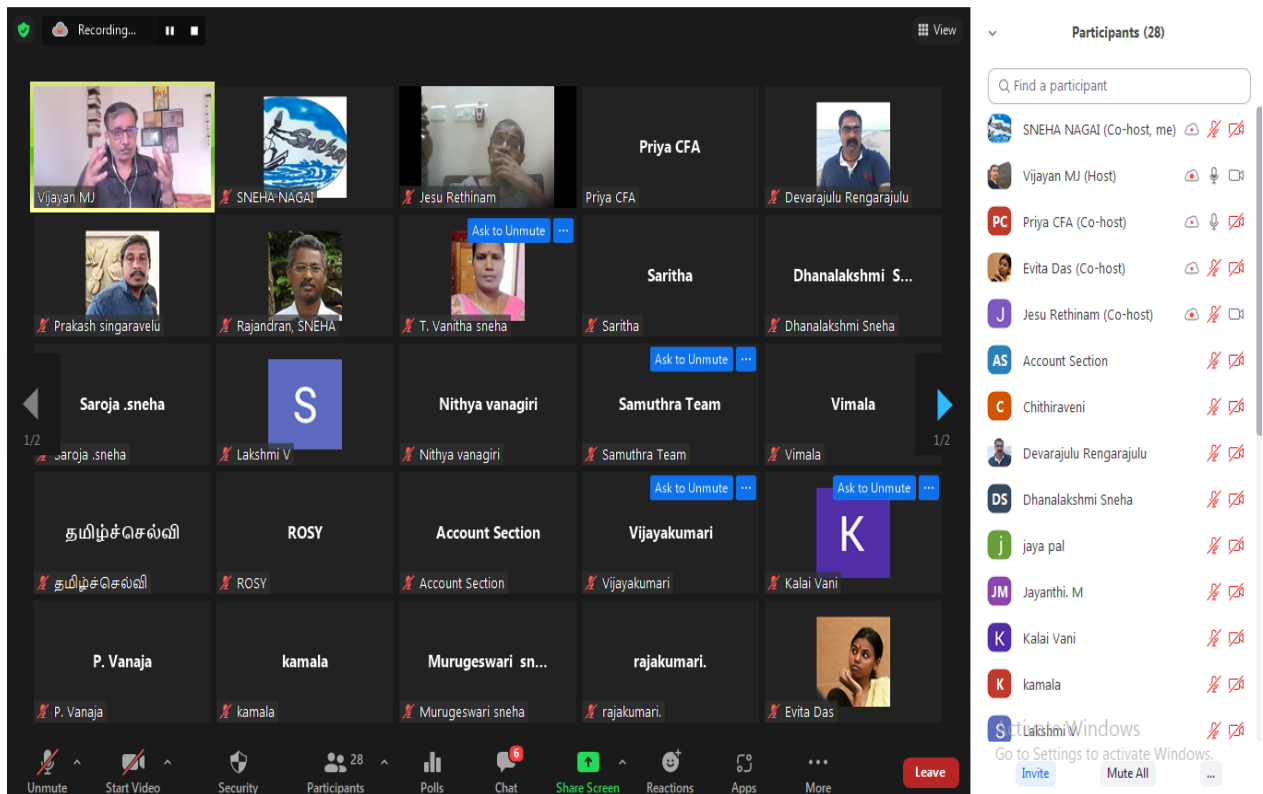 Recording...
View
Vijayan MJ
Sneha
SNEHA NAGAI
Jesu Rethinam
Priya CFA
Priya CFA
Devarajulu Rengarajulu
Prakash singaravelu
Rajandran, SNEHA
Ask to Unmute ...
T. Vanitha sneha
Saritha
Saritha
Dhanalakshmi S...
Dhanalakshmi Sneha
1/2
Saroja .sneha
Saroja .sneha
S
Lakshmi V
Nithya vanagiri
Nithya vanagiri
Ask to Unmute ...
Samuthra Team
Samuthra Team
Vimala
Vimala
1/2
தமிழ்ச்செல்வி
தமிழ்ச்செல்வி
ROSY
ROSY
Account Section
Account Section
Ask to Unmute ...
Vijayakumari
Vijayakumari
Ask to Unmute ...
K
Kalai Vani
P. Vanaja
P. Vanaja
kamala
kamala
Murugeswari sn...
Murugeswari sneha
rajakumari.
rajakumari.
Evita Das
Unmute
Start Video
Security
28
Participants
Polls
6
Chat
Share Screen
Reactions
Apps
More
Leave
Participants (28)
Find a participant
SNEHA NAGAI (Co-host, me)
Vijayan MJ (Host)
PC Priya CFA (Co-host)
Evita Das (Co-host)
J Jesu Rethinam (Co-host)
AS Account Section
C Chithiraveni
Devarajulu Rengarajulu
DS Dhanalakshmi Sneha
j jaya pal
JM Jayanthi. M
K Kalai Vani
K kamala
S Lakshmi V
Activate Windows
Go to Settings to activate Windows.
Invite
Mute All
...